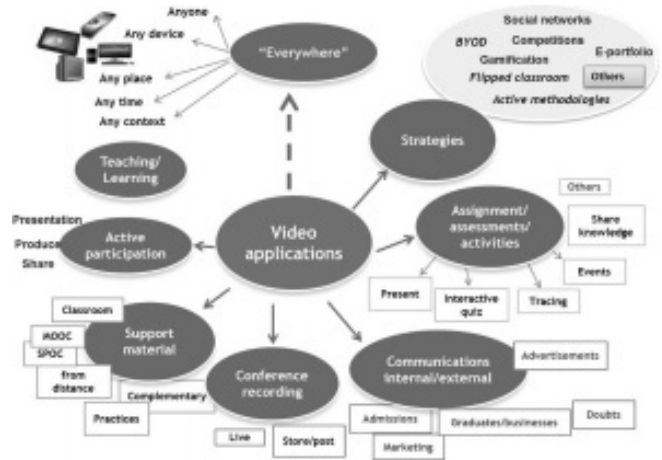 Anyone
Any device
Any place
Any time
Any context
"Everywhere"
Social networks
BYOD
Competitions
Gamification
E-portfolio
Flipped classroom
Others
Active methodologies
Strategies
Teaching/
Learning
Presentation
Produce
Share
Active
participation
Video
applications
Assignment/
assessments/
activities
Others
Share
knowledge
Events
Present
Interactive
quiz
Tracing
Classroom
MOOC
SPOC
from
distance
Support
material
Complementary
Practices
Conference
recording
Live
Store/post
Communications
internal/external
Advertisements
Admissions
Graduates/businesses
Doubts
Marketing